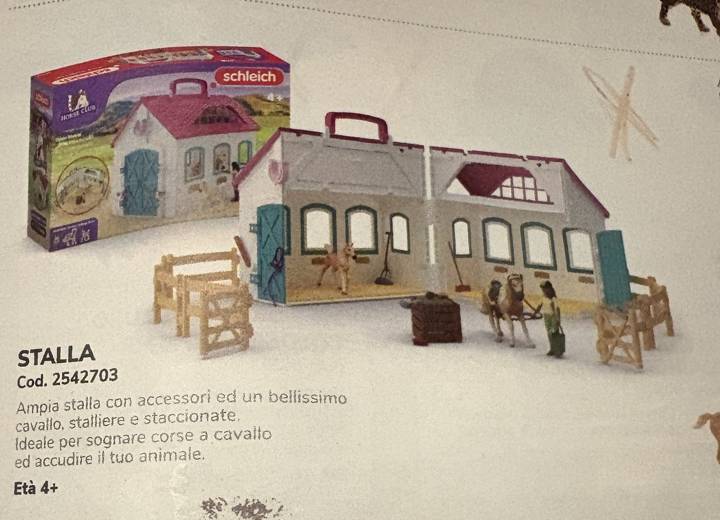 schleich
4+
HORSE CLUB
STALLA
Cod. 2542703
Ampia stalla con accessori ed un bellissimo
cavallo, stalliere e staccionate.
Ideale per sognare corse a cavallo
ed accudire il tuo animale.
Età 4+